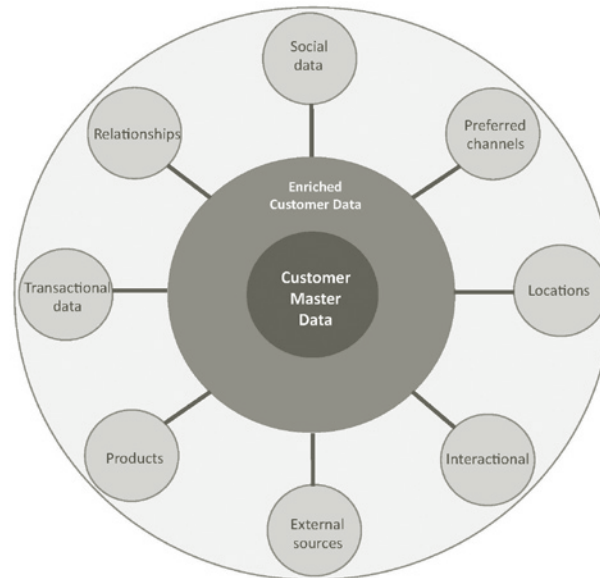 Social
data
Relationships
Preferred
channels
Enriched
Customer Data
Customer
Master
Data
Transactional
data
Locations
Products
Interactional
External
sources